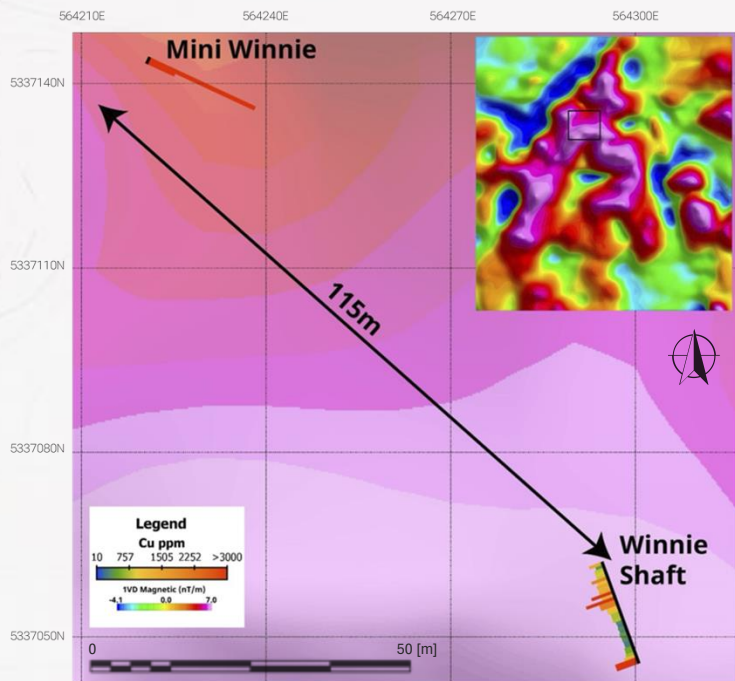 564210E 564240E 564270E 564300E
5337140N
5337110N
5337080N
5337050N
Mini Winnie
115m
Winnie
Shaft
Legend
Cu ppm
10 757 1505 2252 >3000
1VD Magnetic (nT/m)
-4.1 0.0 7.0
0 50 [m]